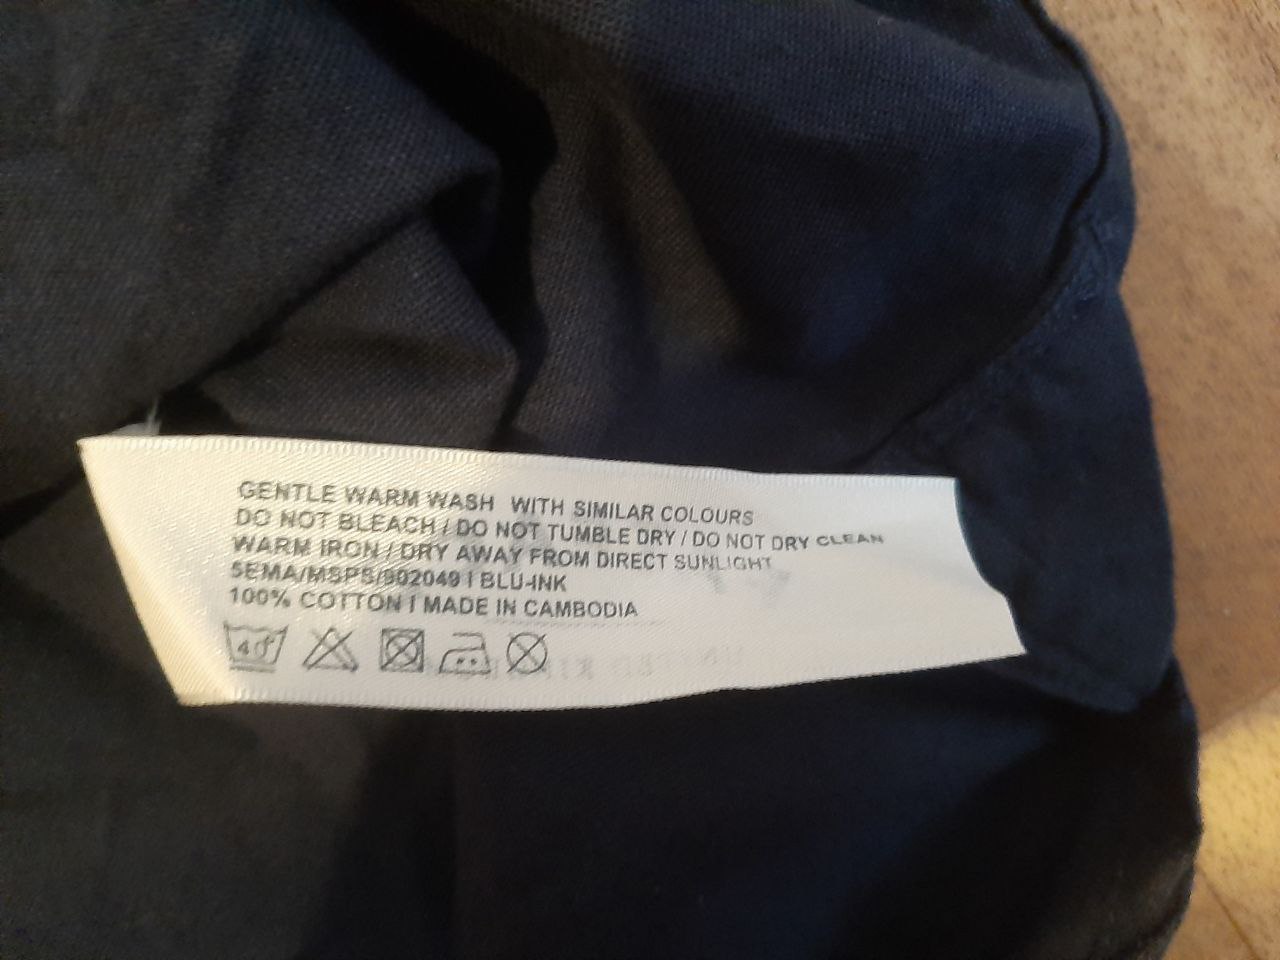 GENTLE WARM WASH WITH SIMILAR COLOURS
DO NOT BLEACH / DO NOT TUMBLE DRY / DO NOT DRY CLEAN
WARM IRON / DRY AWAY FROM DIRECT SUNLIGHT
5EMA/MSPS/902049 | BLU-INK
100% COTTON | MADE IN CAMBODIA
40°